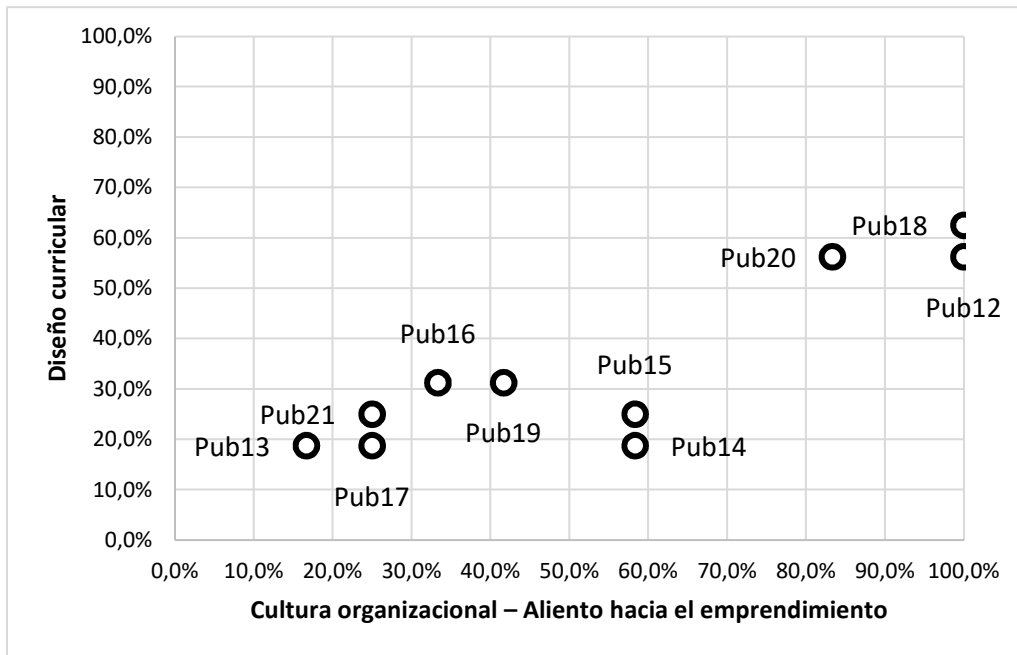 100,0%
90,0%
80,0%
70,0%
60,0%
50,0%
40,0%
30,0%
20,0%
10,0%
0,0%
Diseño curricular
Pub18
Pub20
Pub12
Pub16
Pub15
Pub21
Pub19
Pub13
Pub14
Pub17
0,0% 10,0% 20,0% 30,0% 40,0% 50,0% 60,0% 70,0% 80,0% 90,0% 100,0%
Cultura organizacional – Aliento hacia el emprendimiento